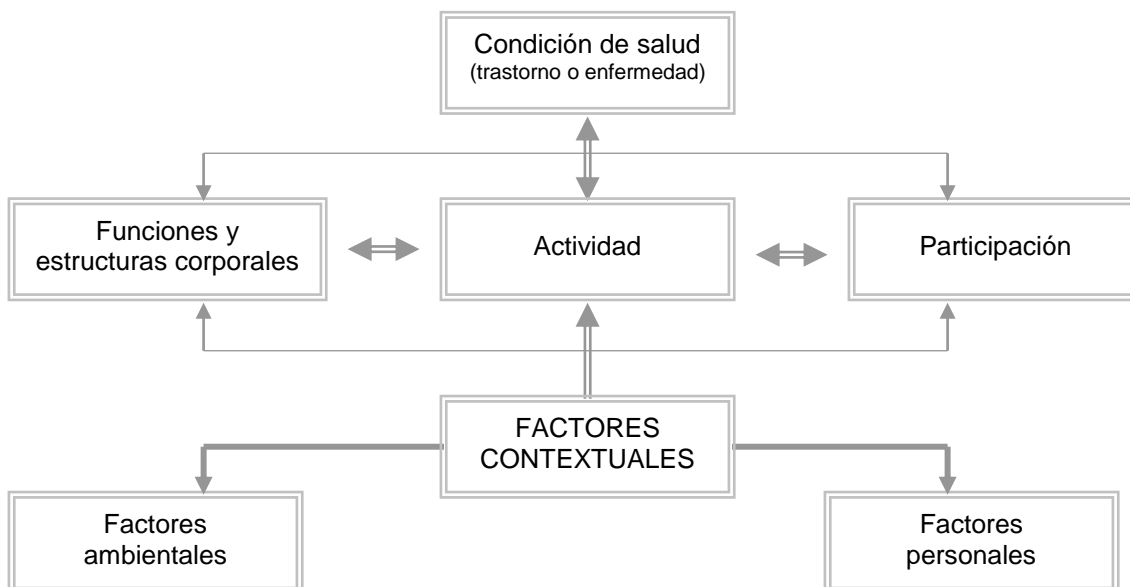 Condición de salud
(trastorno o enfermedad)
Funciones y
estructuras corporales
Actividad
Participación
FACTORES
CONTEXTUALES
Factores
ambientales
Factores
personales